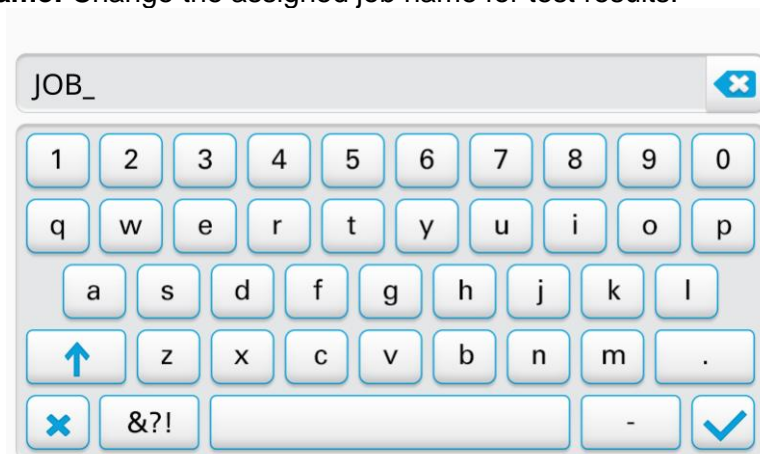 Change the assigned job name for test results.
JOB_
1 2 3 4 5 6 7 8 9 0
q w e r t y u i o p
a s d f g h j k l
z x c v b n m .
&?! -